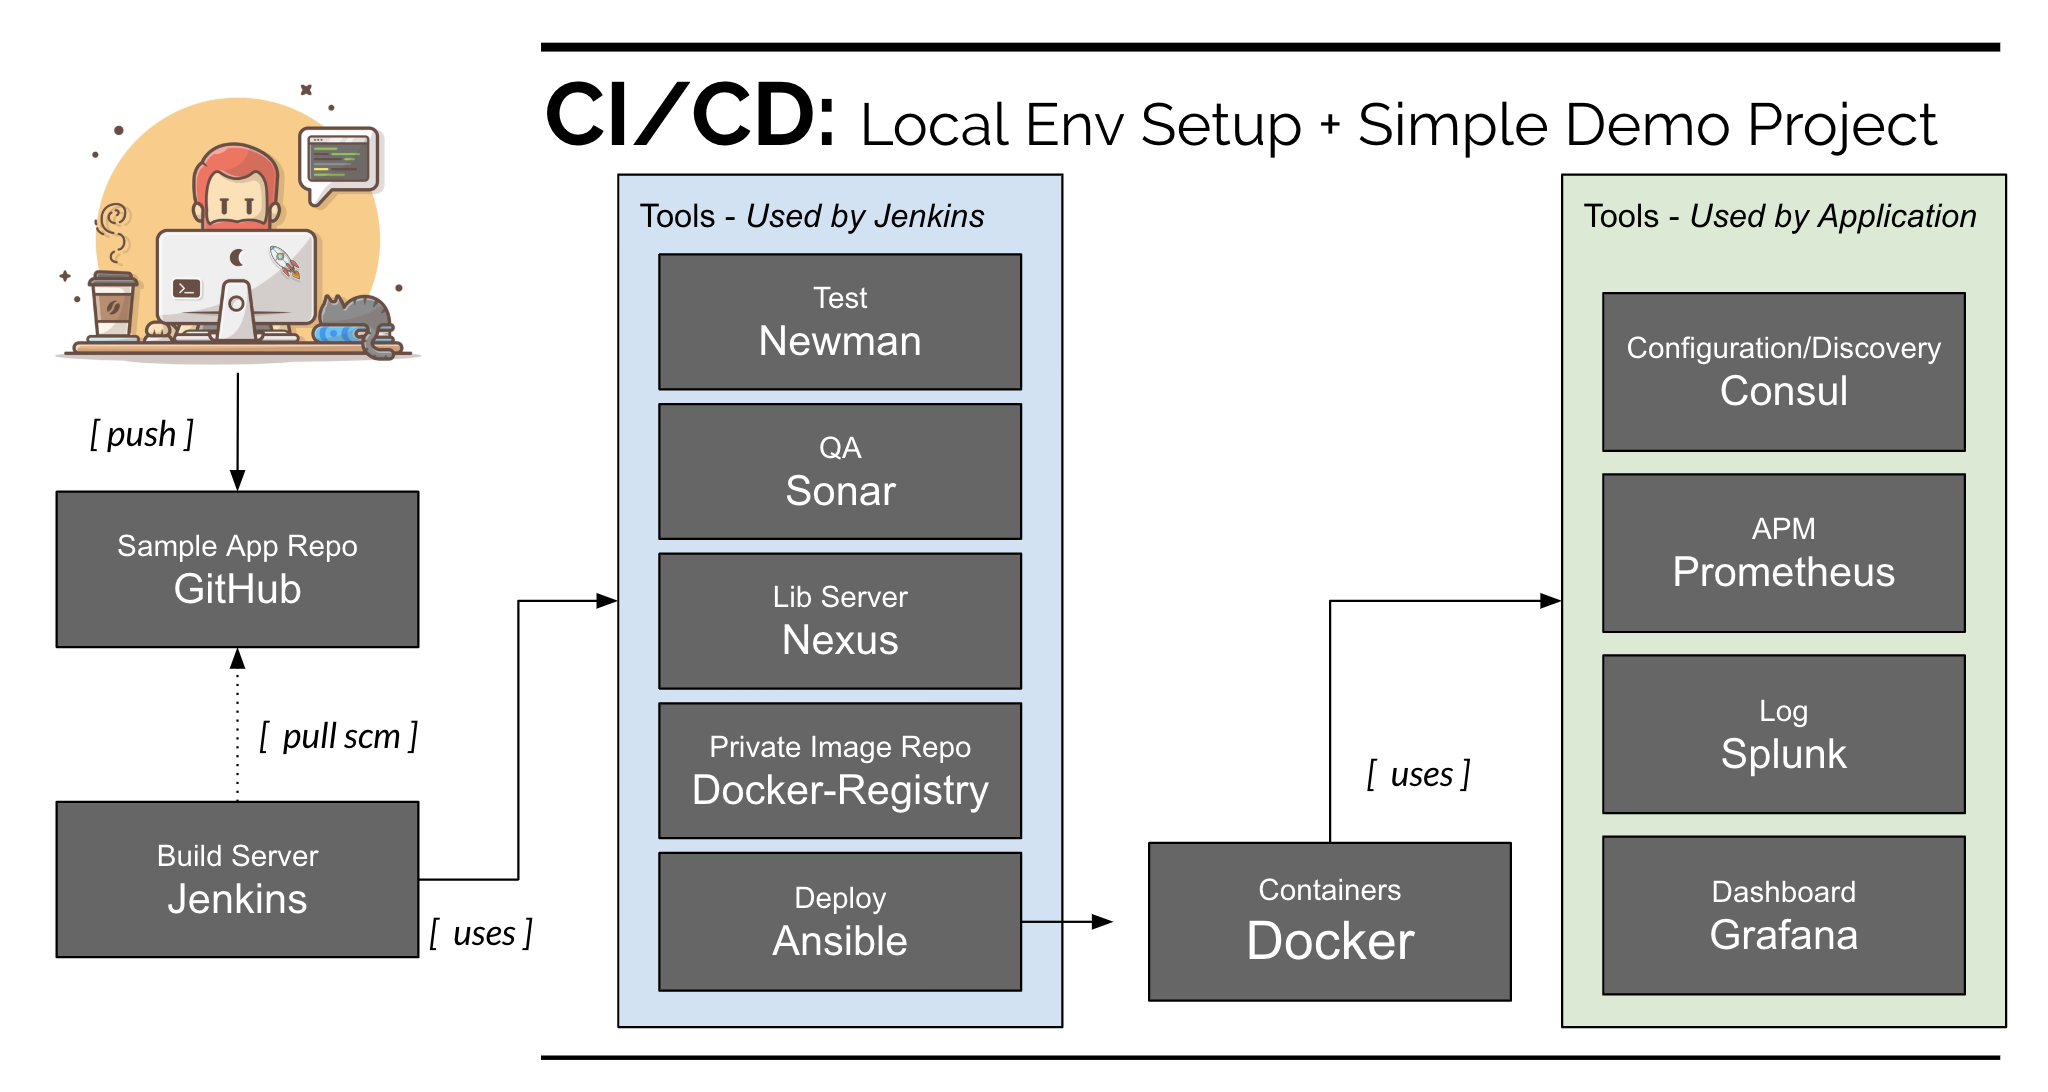 CI/CD: Local Env Setup + Simple Demo Project
[ push ]
Sample App Repo
GitHub
[ pull scm ]
Build Server
Jenkins
[ uses ]
Tools - Used by Jenkins
Test
Newman
QA
Sonar
Lib Server
Nexus
Private Image Repo
Docker-Registry
Deploy
Ansible
Containers
Docker
[ uses ]
Tools - Used by Application
Configuration/Discovery
Consul
APM
Prometheus
Log
Splunk
Dashboard
Grafana